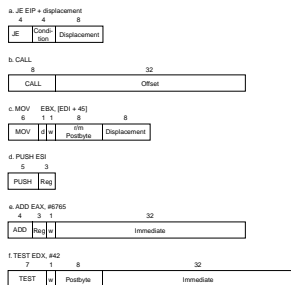 a. JE EIP + displacement
4 4 8
JE Condi-tion Displacement
b. CALL
8 32
CALL Offset
c. MOV EBX, [EDI + 45]
6 1 1 8 8
MOV d w r/m Postbyte Displacement
d. PUSH ESI
5 3
PUSH Reg
e. ADD EAX, #6765
4 3 1 32
ADD Reg w Immediate
f. TEST EDX, #42
7 1 8 32
TEST w Postbyte Immediate